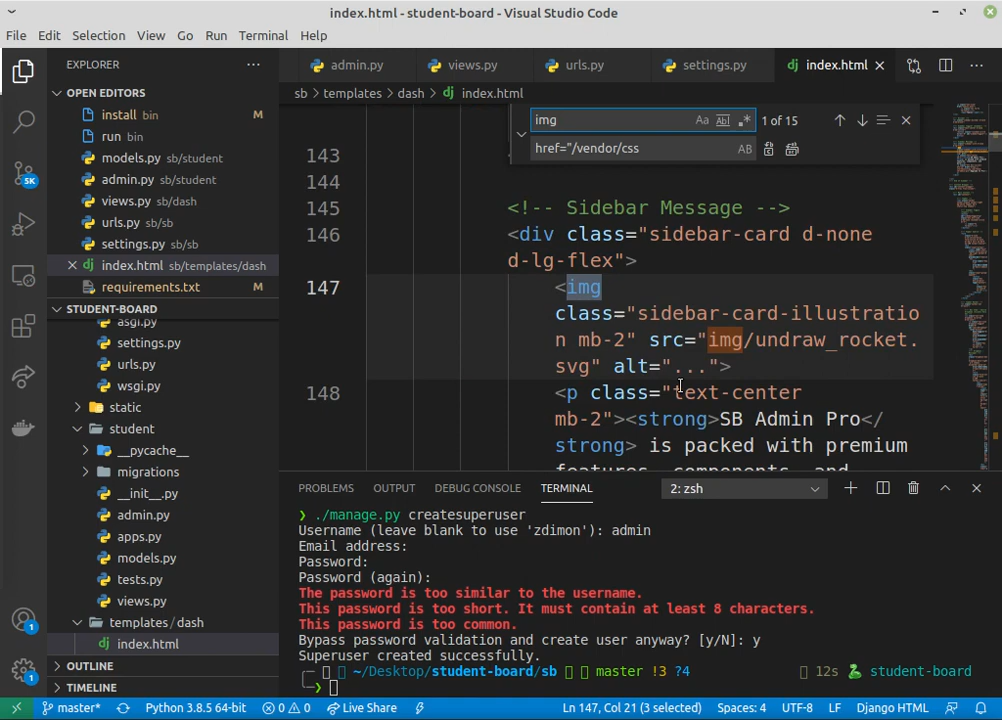 index.html - student-board - Visual Studio Code
File Edit Selection View Go Run Terminal Help
EXPLORER
admin.py views.py urls.py settings.py index.html
OPEN EDITORS
sb > templates > dash > index.html
install bin M
run bin
models.py sb/student
admin.py sb/student
views.py sb/dash
urls.py sb/sb
settings.py sb/sb
index.html sb/templates/dash
requirements.txt M
STUDENT-BOARD
asgi.py
settings.py
urls.py
wsgi.py
static
student
__pycache__
migrations
__init__.py
admin.py
apps.py
models.py
tests.py
views.py
templates / dash
index.html
OUTLINE
TIMELINE
5K
1
1
img Aa Abl .* 1 of 15
href="/vendor/css AB
143
144
145 <!-- Sidebar Message -->
146 <div class="sidebar-card d-none
d-lg-flex">
147 <img
class="sidebar-card-illustratio
n mb-2" src="img/undraw_rocket.
svg" alt="...">
148 <p class="text-center
mb-2"><strong>SB Admin Pro</
strong> is packed with premium
features, components, and
PROBLEMS OUTPUT DEBUG CONSOLE TERMINAL 2: zsh
❯ ./manage.py createsuperuser
Username (leave blank to use 'zdimon'): admin
Email address:
Password:
Password (again):
The password is too similar to the username.
This password is too short. It must contain at least 8 characters.
This password is too common.
Bypass password validation and create user anyway? [y/N]: y
Superuser created successfully.
~/Desktop/student-board/sb master !3 ?4 12s student-board
master* Python 3.8.5 64-bit 0 0 Live Share Ln 147, Col 21 (3 selected) Spaces: 4 UTF-8 LF Django HTML